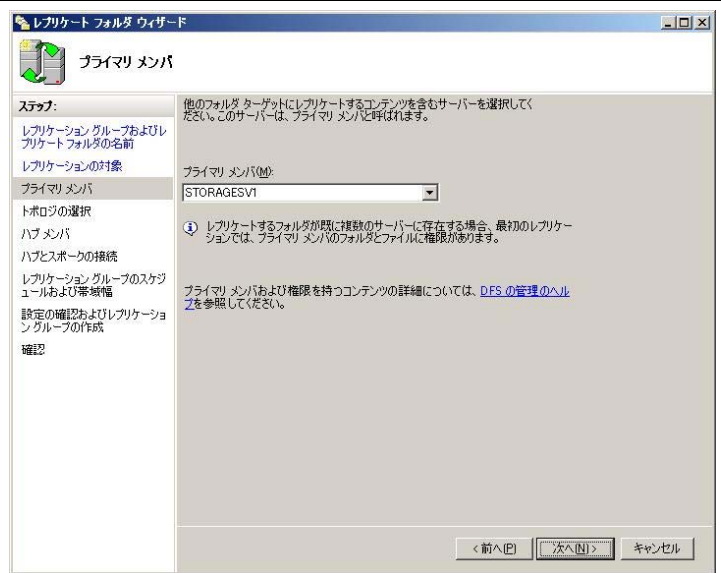 レプリケート フォルダ ウィザード
プライマリ メンバ
ステップ:
レプリケーション グループおよびレ
プリケート フォルダの名前
レプリケーションの対象
プライマリ メンバ
トポロジの選択
ハブ メンバ
ハブとスポークの接続
レプリケーション グループのスケジ
ュールおよび帯域幅
設定の確認およびレプリケーショ
ン グループの作成
確認
他のフォルダ ターゲットにレプリケートするコンテンツを含むサーバーを選択してく
ださい。このサーバーは、プライマリ メンバと呼ばれます。
プライマリ メンバ(M):
STORAGESV1
レプリケートするフォルダが既に複数のサーバーに存在する場合、最初のレプリケー
ションでは、プライマリ メンバのフォルダとファイルに権限があります。
プライマリ メンバおよび権限を持つコンテンツの詳細については、DFS の管理のヘル
プを参照してください。
< 前へ(P)
次へ(N) >
キャンセル